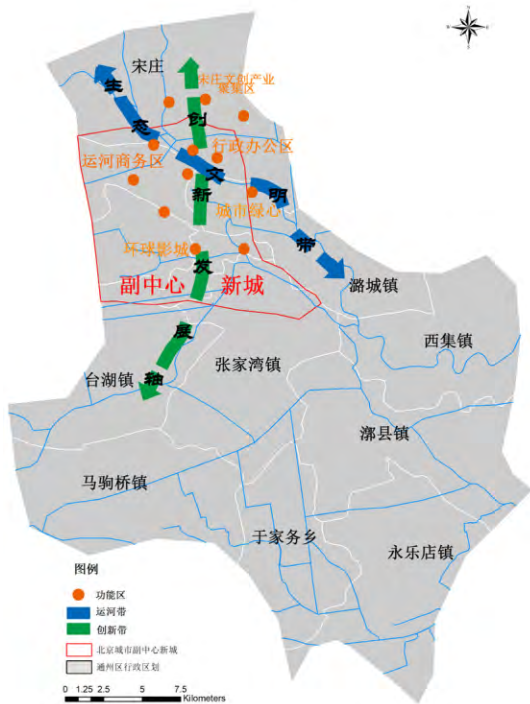 宋庄
宋庄文创产业
聚集区
生
态
文
明
带
创
新
发
展
轴
运河商务区
行政办公区
城市绿心
环球影城
副中心 新城
潞城镇
西集镇
台湖镇
张家湾镇
漷县镇
马驹桥镇
于家务乡
永乐店镇
图例
功能区
运河带
创新带
北京城市副中心新城
通州区行政区划
0 1.25 2.5 5 7.5
Kilometers